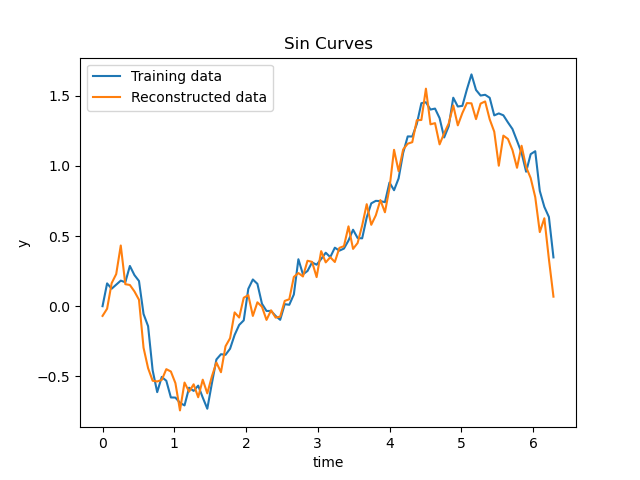 Sin Curves
Training data
Reconstructed data
1.5
1.0
0.5
0.0
−0.5
y
0 1 2 3 4 5 6
time